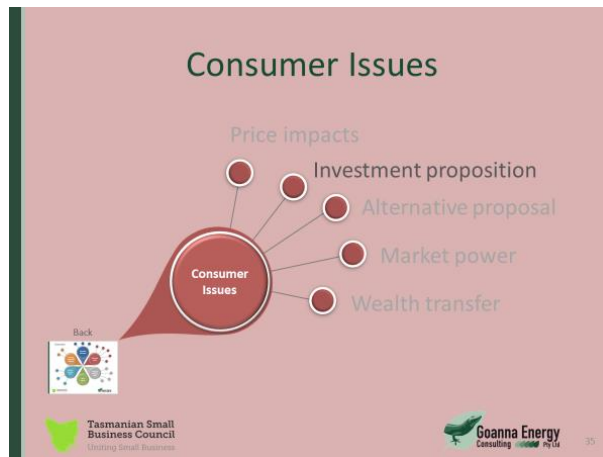 Consumer Issues
Price impacts
Investment proposition
Alternative proposal
Market power
Wealth transfer
Consumer
Issues
Back
Tasmanian Small
Business Council
Uniting Small Business
Goanna Energy
Consulting Pty Ltd
35